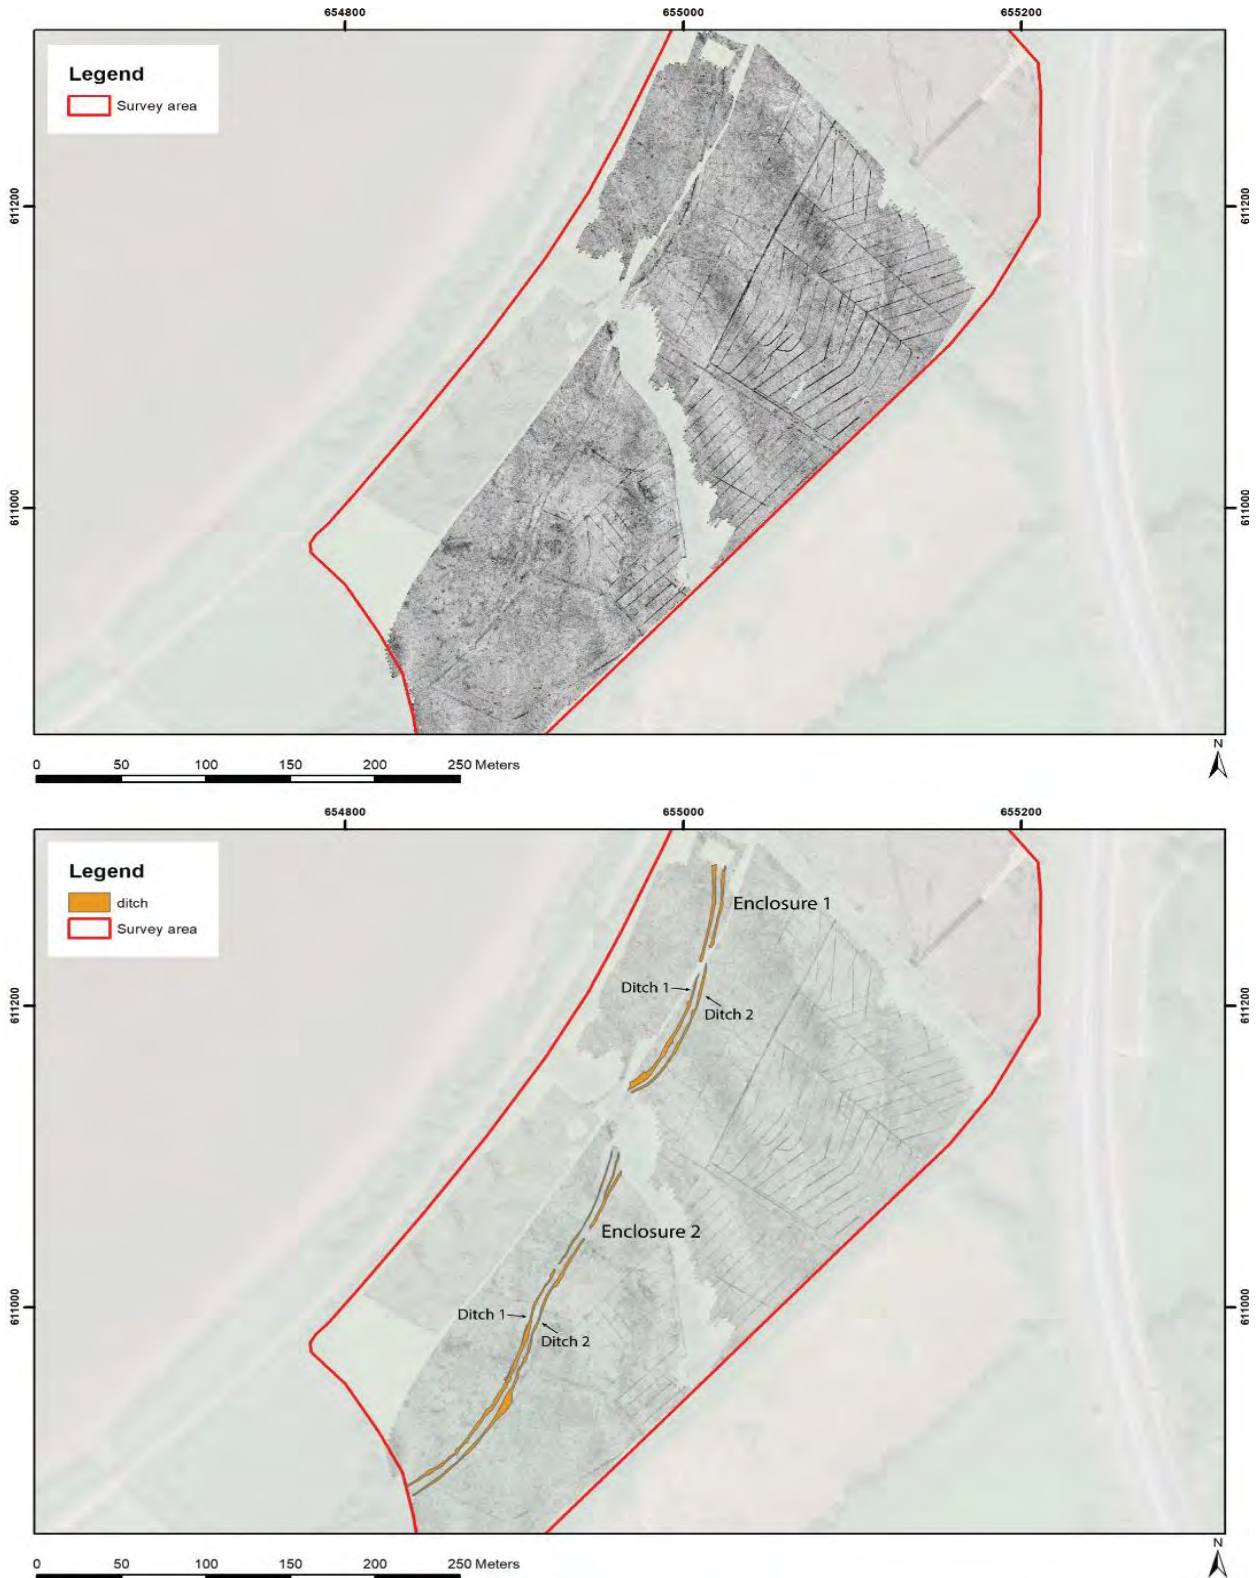 654800 655000 655200
Legend
Survey area
611200 611200
611000 611000
N
0 50 100 150 200 250 Meters
654800 655000 655200
Legend
ditch
Survey area
Enclosure 1
Ditch 1
611200 611200
Ditch 2
Enclosure 2
611000 611000
Ditch 1
Ditch 2
N
0 50 100 150 200 250 Meters